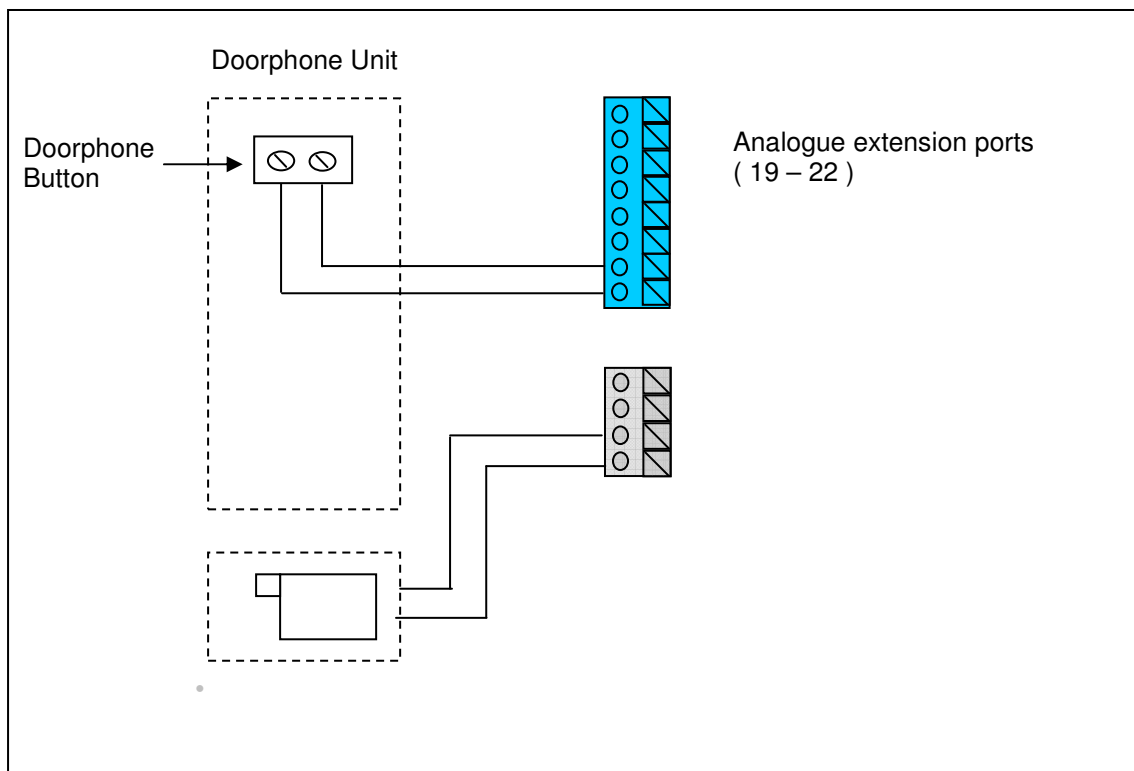 Doorphone Unit
Doorphone
Button
Analogue extension ports
( 19 – 22 )